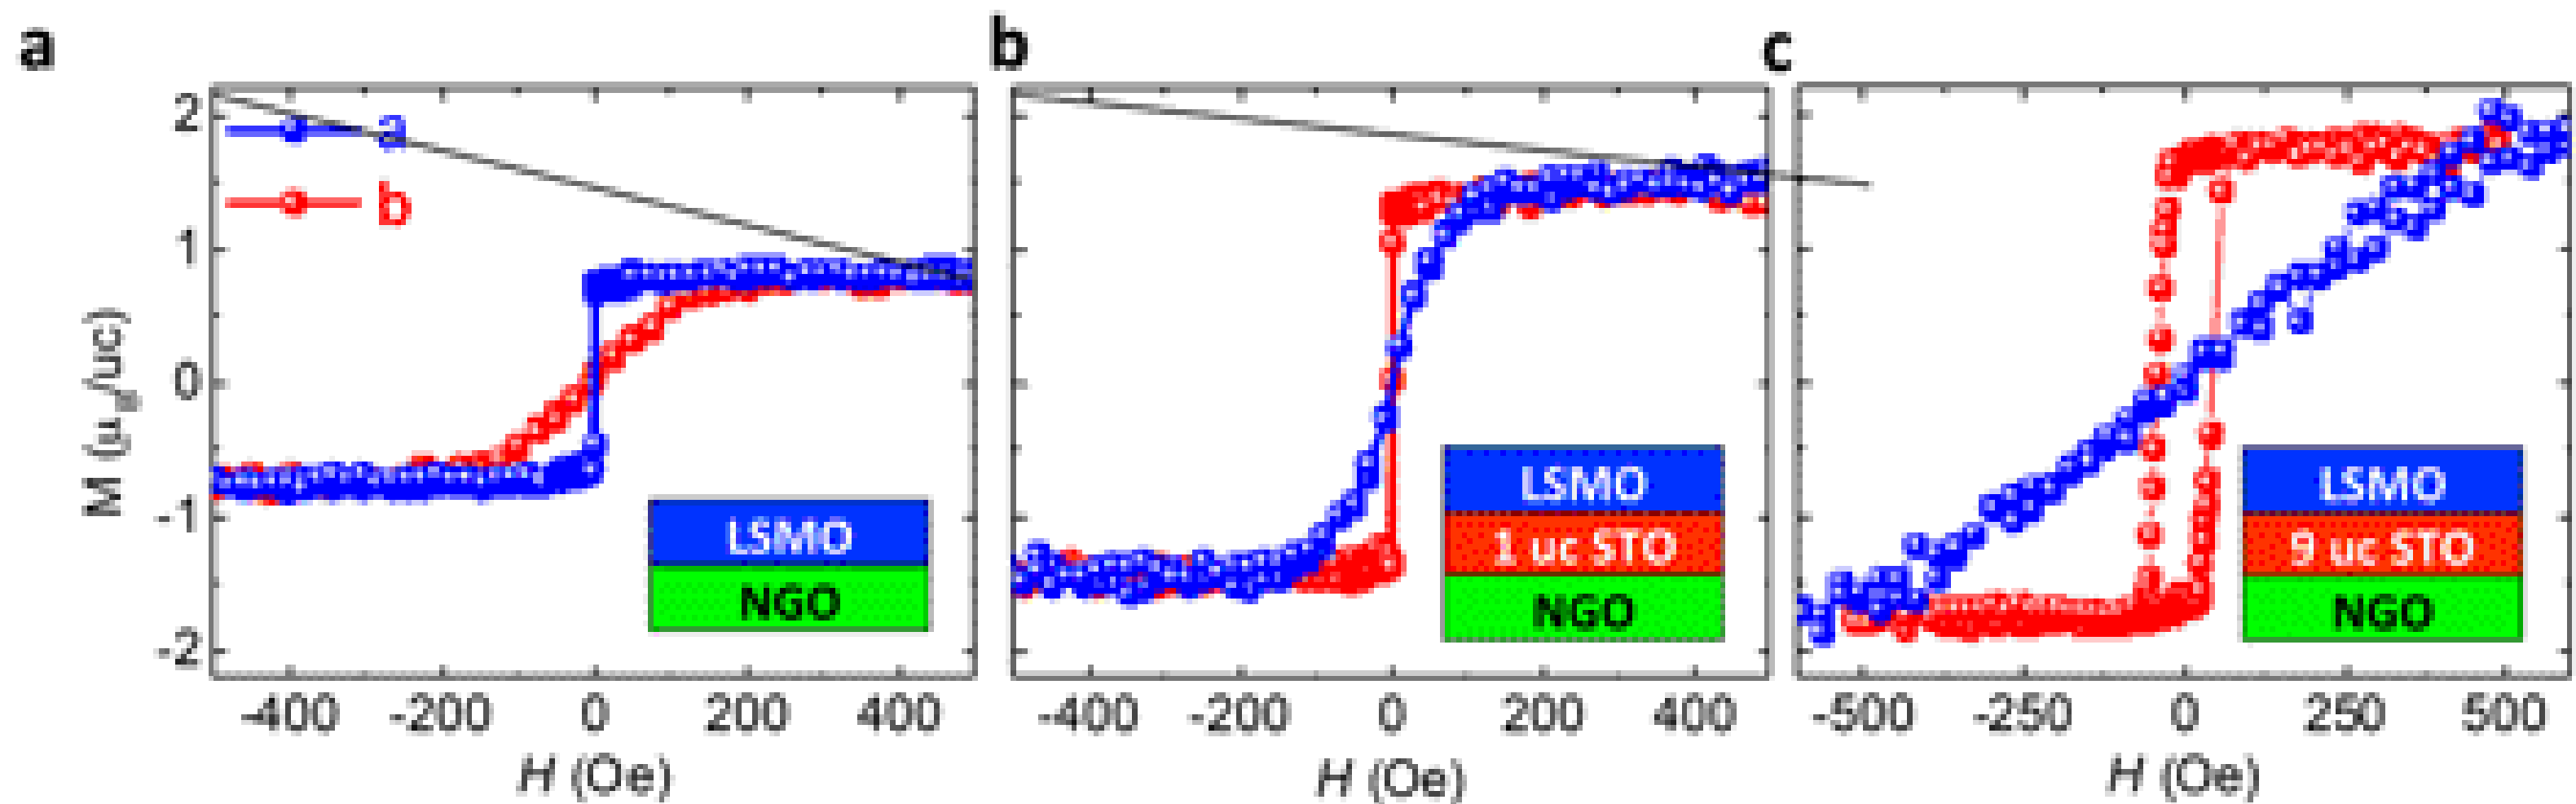 a
b
c
2
1
0
-1
-2
M (μB/uc)
a
b
LSMO
NGO
-400 -200 0 200 400
H (Oe)
LSMO
1 uc STO
NGO
-400 -200 0 200 400
H (Oe)
LSMO
9 uc STO
NGO
-500 -250 0 250 500
H (Oe)